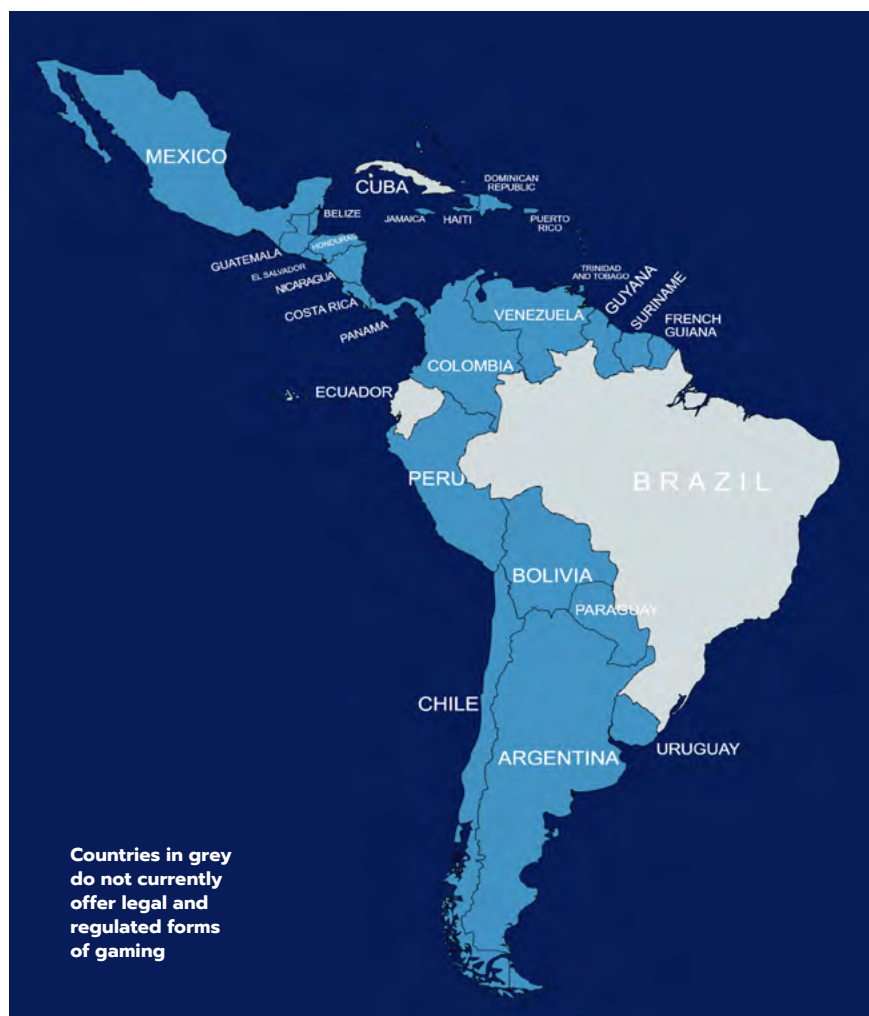 MEXICO
CUBA
DOMINICAN
REPUBLIC
BELIZE
JAMAICA
HAITI
PUERTO
RICO
HONDURAS
GUATEMALA
EL SALVADOR
NICARAGUA
COSTA RICA
PANAMA
TRINIDAD
AND TOBAGO
GUYANA
SURINAME
FRENCH
GUIANA
VENEZUELA
COLOMBIA
ECUADOR
PERU
BRAZIL
BOLIVIA
PARAGUAY
CHILE
URUGUAY
ARGENTINA
Countries in grey
do not currently
offer legal and
regulated forms
of gaming